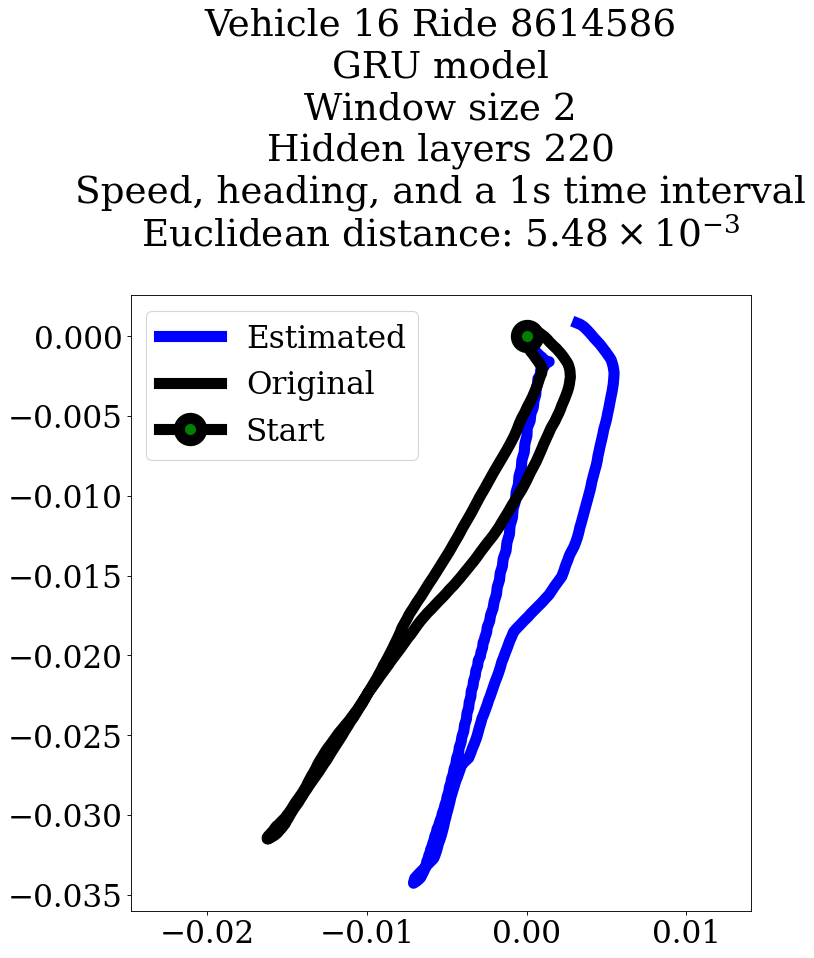 Vehicle 16 Ride 8614586
GRU model
Window size 2
Hidden layers 220
Speed, heading, and a 1s time interval
Euclidean distance: 5.48 × 10⁻³
Estimated
Original
Start
0.000
−0.005
−0.010
−0.015
−0.020
−0.025
−0.030
−0.035
−0.02
−0.01
0.00
0.01